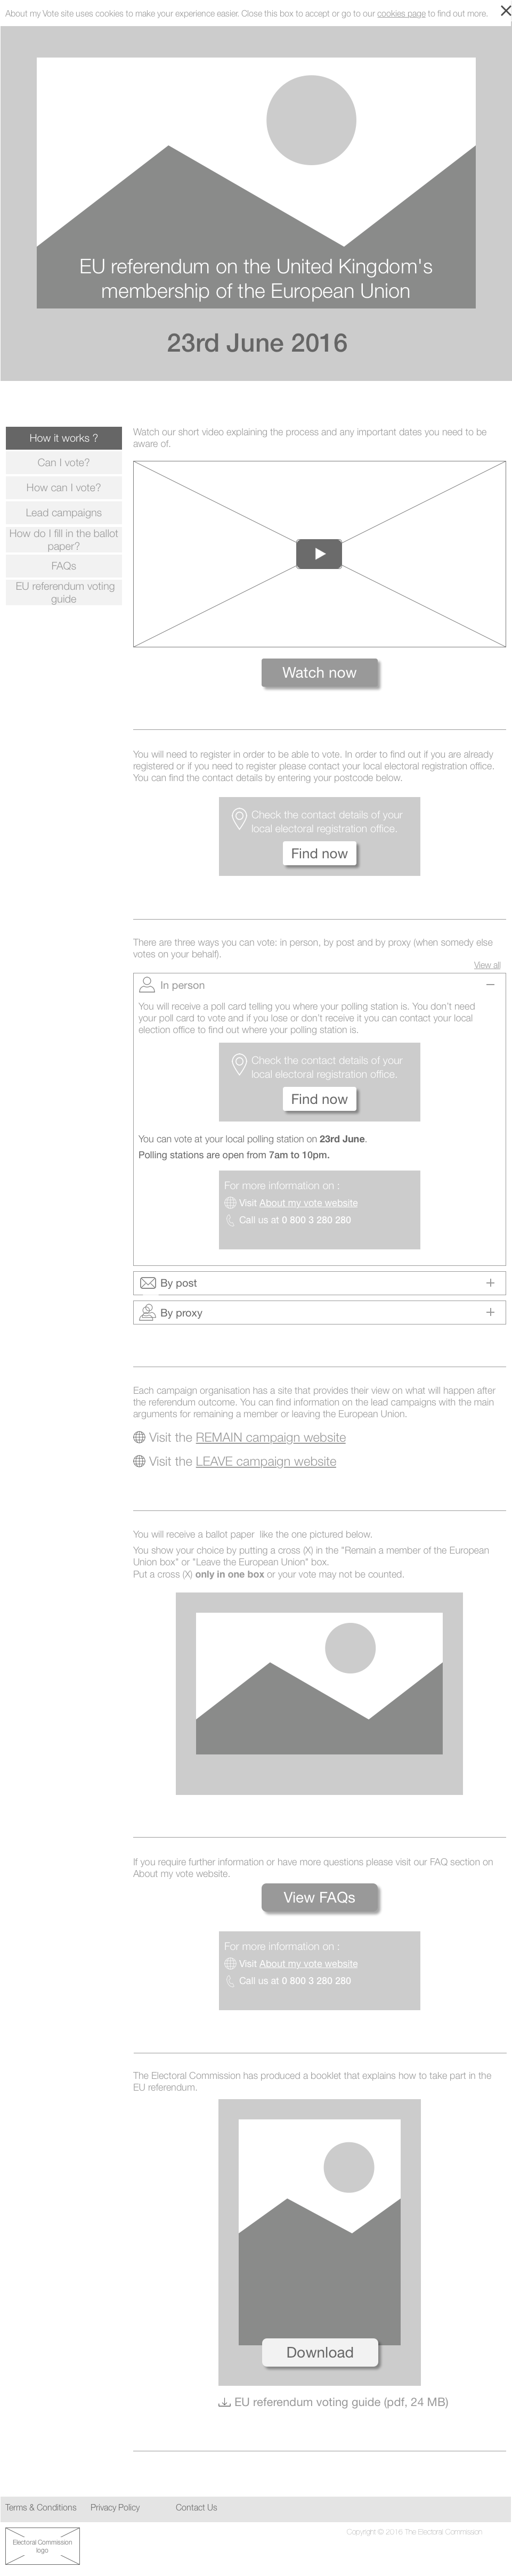 About my Vote site uses cookies to make your experience easier. Close this box to accept or go to our cookies page to find out more.
EU referendum on the United Kingdom's
membership of the European Union
23rd June 2016
How it works ?
Can I vote?
How can I vote?
Lead campaigns
How do I fill in the ballot
paper?
FAQs
EU referendum voting
guide
Watch our short video explaining the process and any important dates you need to be
aware of.
Watch now
You will need to register in order to be able to vote. In order to find out if you are already
registered or if you need to register please contact your local electoral registration office.
You can find the contact details by entering your postcode below.
Check the contact details of your
local electoral registration office.
Find now
There are three ways you can vote: in person, by post and by proxy (when somedy else
votes on your behalf).
View all
In person
You will receive a poll card telling you where your polling station is. You don't need
your poll card to vote and if you lose or don't receive it you can contact your local
election office to find out where your polling station is.
Check the contact details of your
local electoral registration office.
Find now
You can vote at your local polling station on 23rd June.
Polling stations are open from 7am to 10pm.
For more information on :
Visit About my vote website
Call us at 0 800 3 280 280
By post
By proxy
Each campaign organisation has a site that provides their view on what will happen after
the referendum outcome. You can find information on the lead campaigns with the main
arguments for remaining a member or leaving the European Union.
Visit the REMAIN campaign website
Visit the LEAVE campaign website
You will receive a ballot paper  like the one pictured below.
You show your choice by putting a cross (X) in the "Remain a member of the European
Union box" or "Leave the European Union" box.
Put a cross (X) only in one box or your vote may not be counted.
If you require further information or have more questions please visit our FAQ section on
About my vote website.
View FAQs
For more information on :
Visit About my vote website
Call us at 0 800 3 280 280
The Electoral Commission has produced a booklet that explains how to take part in the
EU referendum.
Download
EU referendum voting guide (pdf, 24 MB)
Terms & Conditions Privacy Policy Contact Us
Electoral Commission
logo
Copyright © 2016 The Electoral Commission